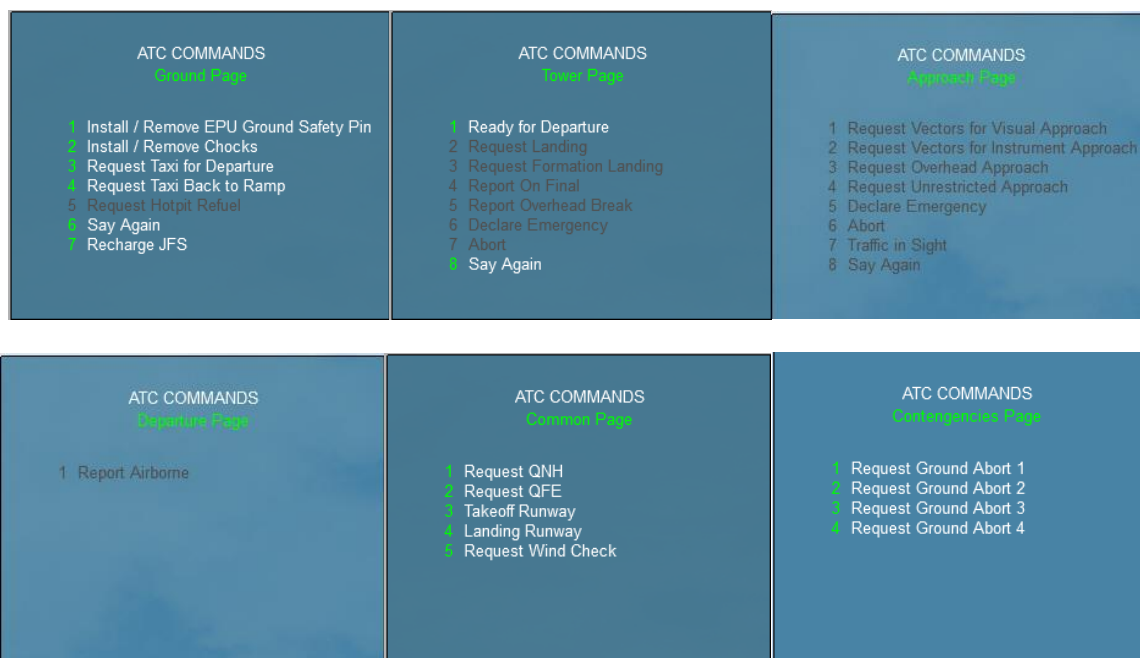 ATC COMMANDS
Ground Page
1 Install / Remove EPU Ground Safety Pin
2 Install / Remove Chocks
3 Request Taxi for Departure
4 Request Taxi Back to Ramp
5 Request Hotpit Refuel
6 Say Again
7 Recharge JFS
ATC COMMANDS
Tower Page
1 Ready for Departure
2 Request Landing
3 Request Formation Landing
4 Report On Final
5 Report Overhead Break
6 Declare Emergency
7 Abort
8 Say Again
ATC COMMANDS
Approach Page
1 Request Vectors for Visual Approach
2 Request Vectors for Instrument Approach
3 Request Overhead Approach
4 Request Unrestricted Approach
5 Declare Emergency
6 Abort
7 Traffic in Sight
8 Say Again
ATC COMMANDS
Departure Page
1 Report Airborne
ATC COMMANDS
Common Page
1 Request QNH
2 Request QFE
3 Takeoff Runway
4 Landing Runway
5 Request Wind Check
ATC COMMANDS
Contengencies Page
1 Request Ground Abort 1
2 Request Ground Abort 2
3 Request Ground Abort 3
4 Request Ground Abort 4